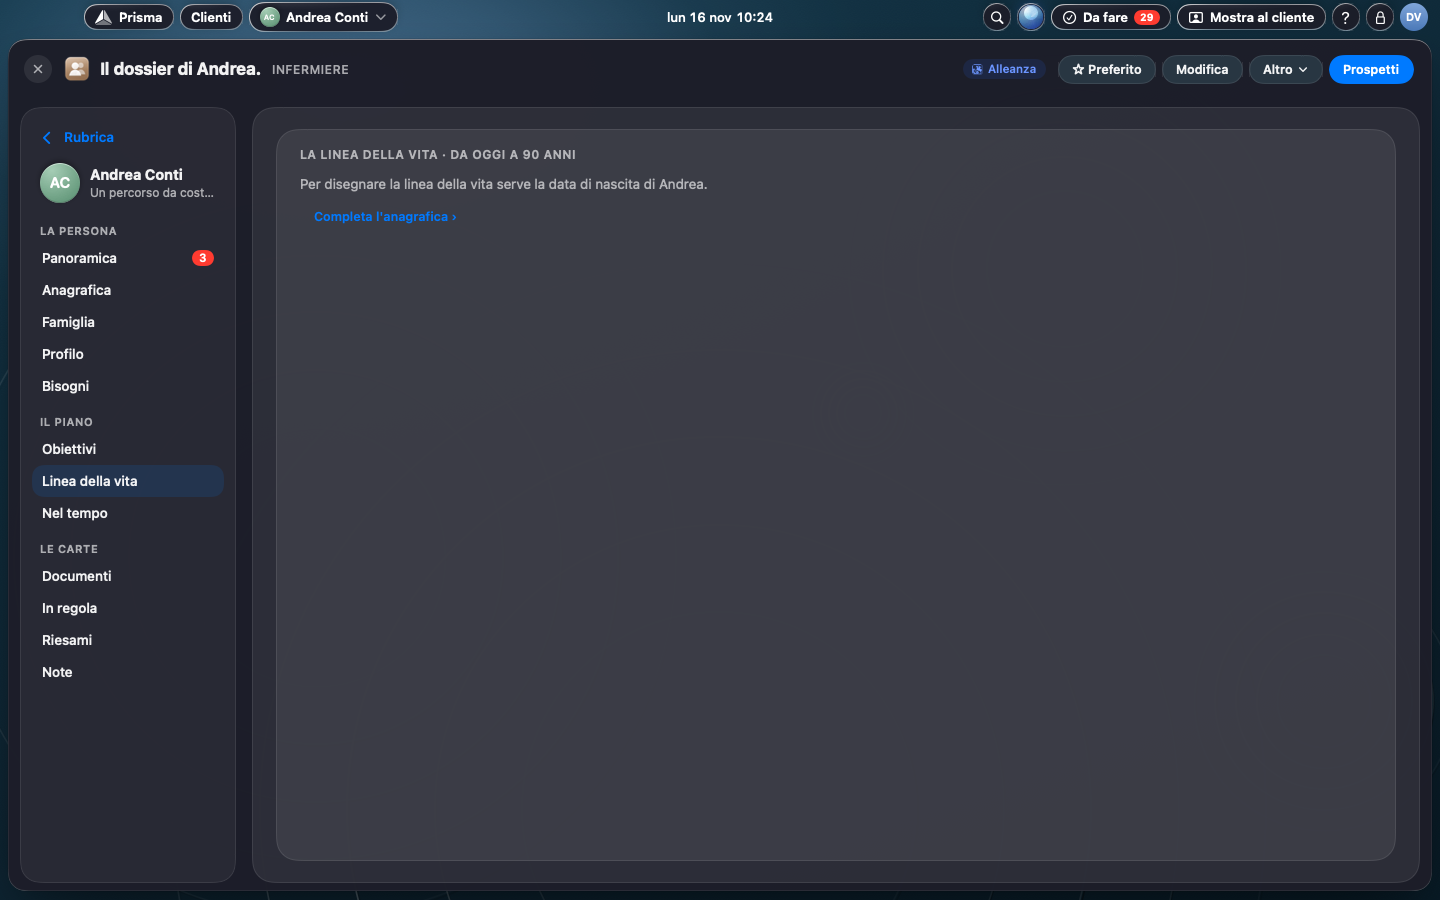 Prisma
Clienti
AC Andrea Conti
lun 16 nov 10:24
Da fare 29
Mostra al cliente
?
DV
Il dossier di Andrea. INFERMIERE
Alleanza
Preferito
Modifica
Altro
Prospetti
Rubrica
AC
Andrea Conti
Un percorso da cost...
LA PERSONA
Panoramica 3
Anagrafica
Famiglia
Profilo
Bisogni
IL PIANO
Obiettivi
Linea della vita
Nel tempo
LE CARTE
Documenti
In regola
Riesami
Note
LA LINEA DELLA VITA · DA OGGI A 90 ANNI
Per disegnare la linea della vita serve la data di nascita di Andrea.
Completa l'anagrafica ›